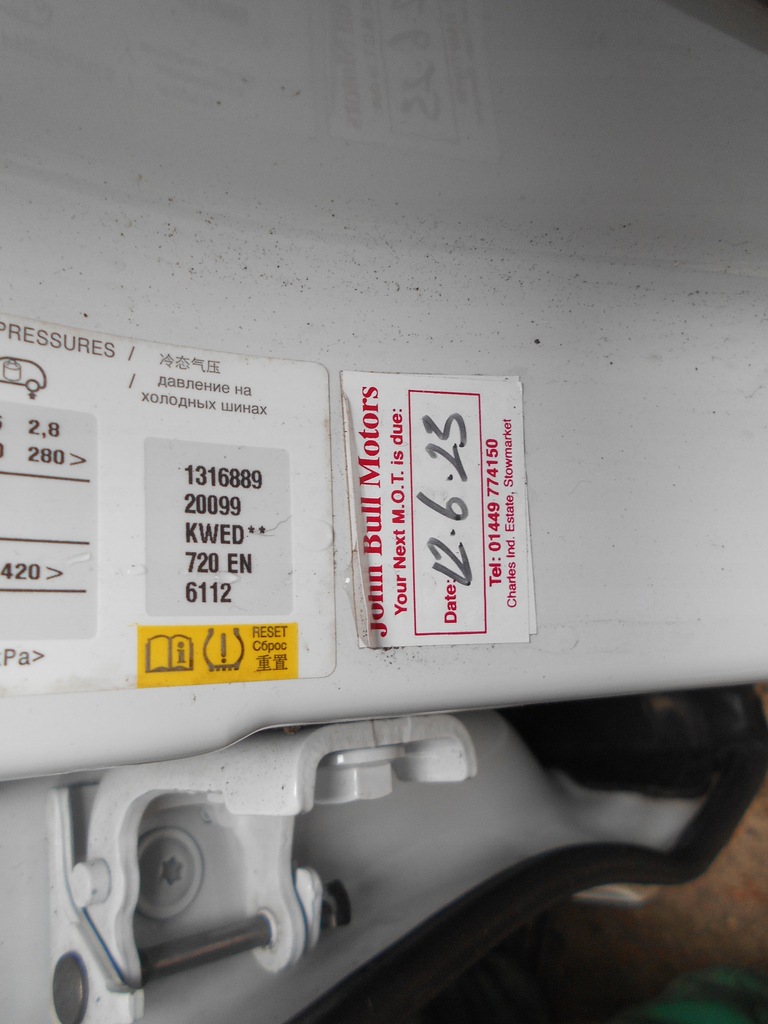 PRESSURES /
冷态气压
/ давление на
холодных шинах
2,8
280 >
420 >
1316889
20099
KWED**
720 EN
6112
Pa>
RESET
Сброс
重置
John Bull Motors
Your Next M.O.T. is due:
Date: 12.6.23
Tel: 01449 774150
Charles Ind. Estate, Stowmarket